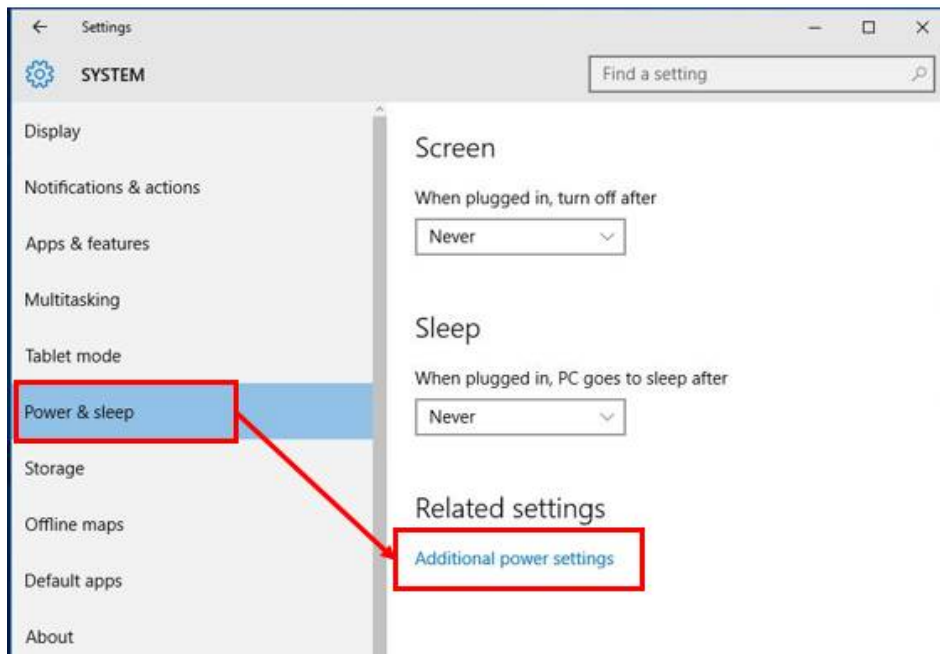 Settings
SYSTEM
Find a setting
Display
Notifications & actions
Apps & features
Multitasking
Tablet mode
Power & sleep
Storage
Offline maps
Default apps
About
Screen
When plugged in, turn off after
Never
Sleep
When plugged in, PC goes to sleep after
Never
Related settings
Additional power settings